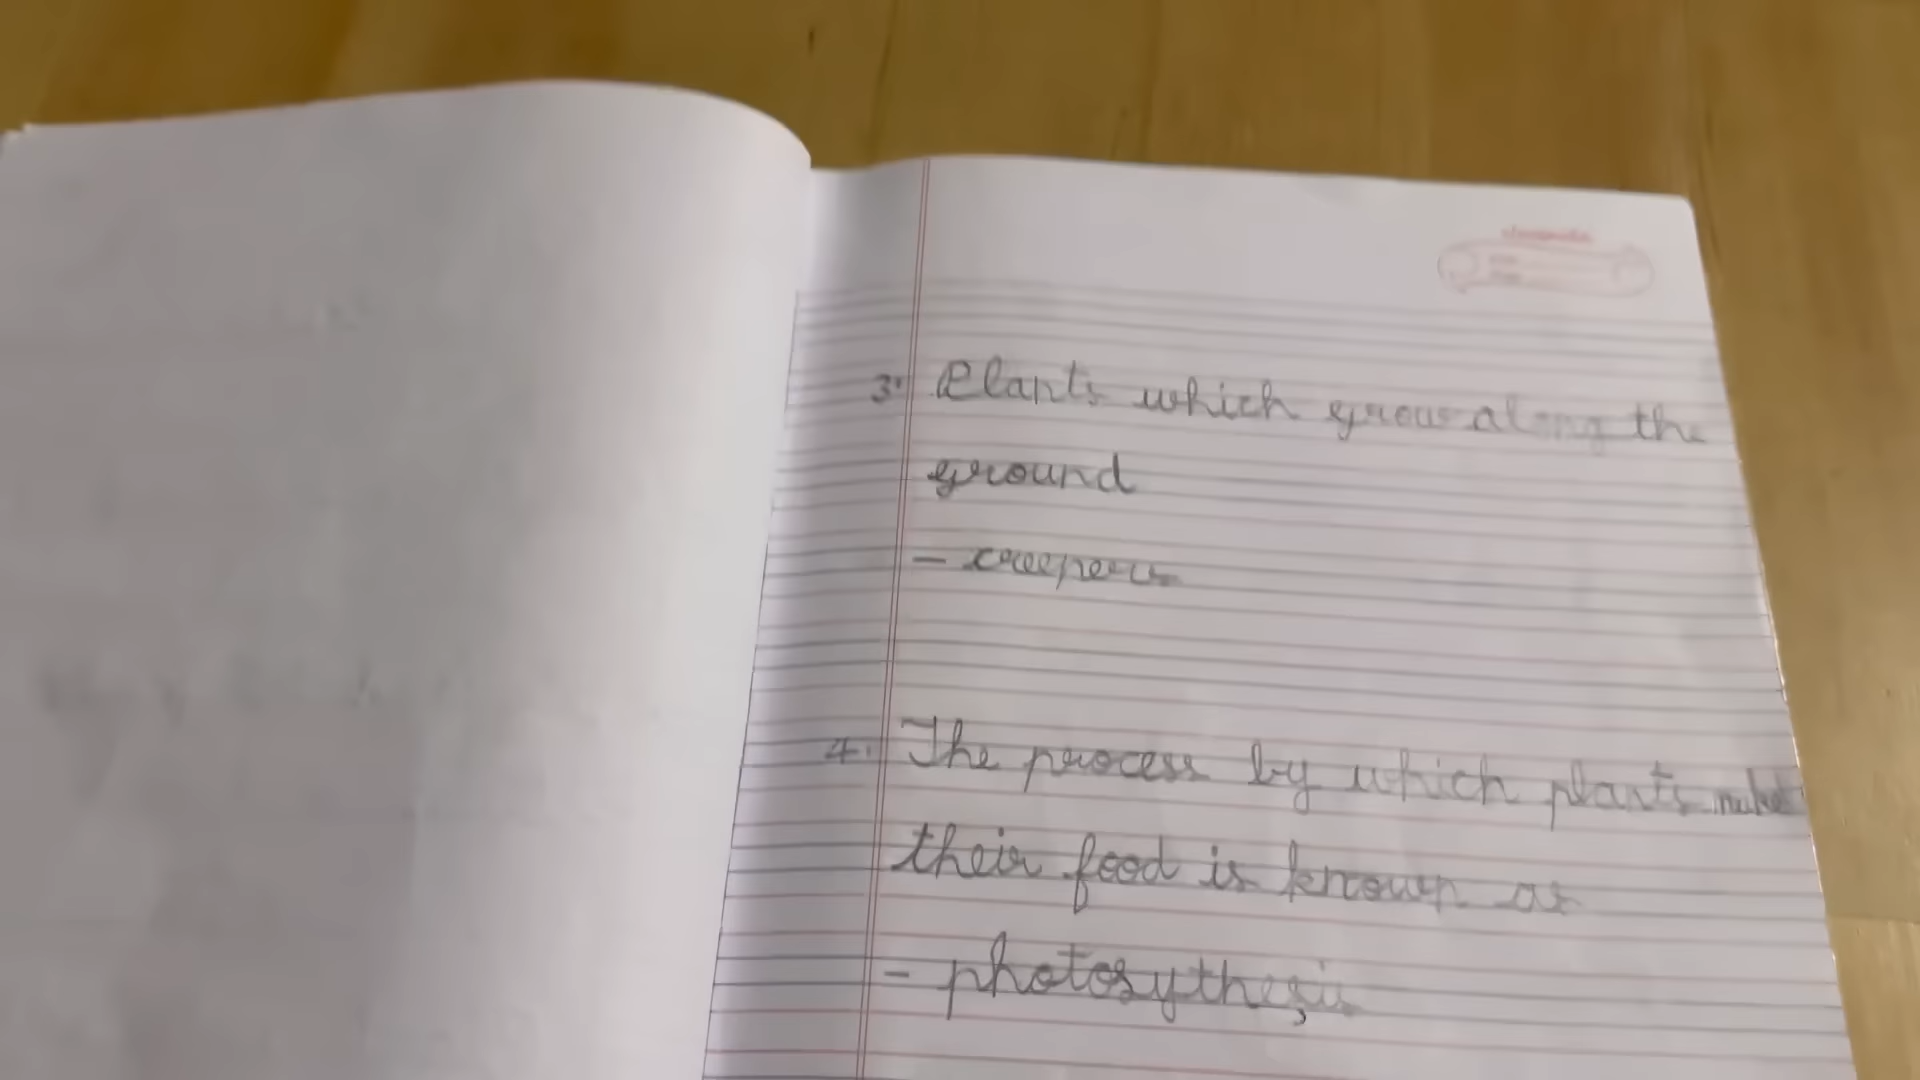 3. Plants which grow along the
ground
- creepers
4. The process by which plants make
their food is known as
- photosythesis